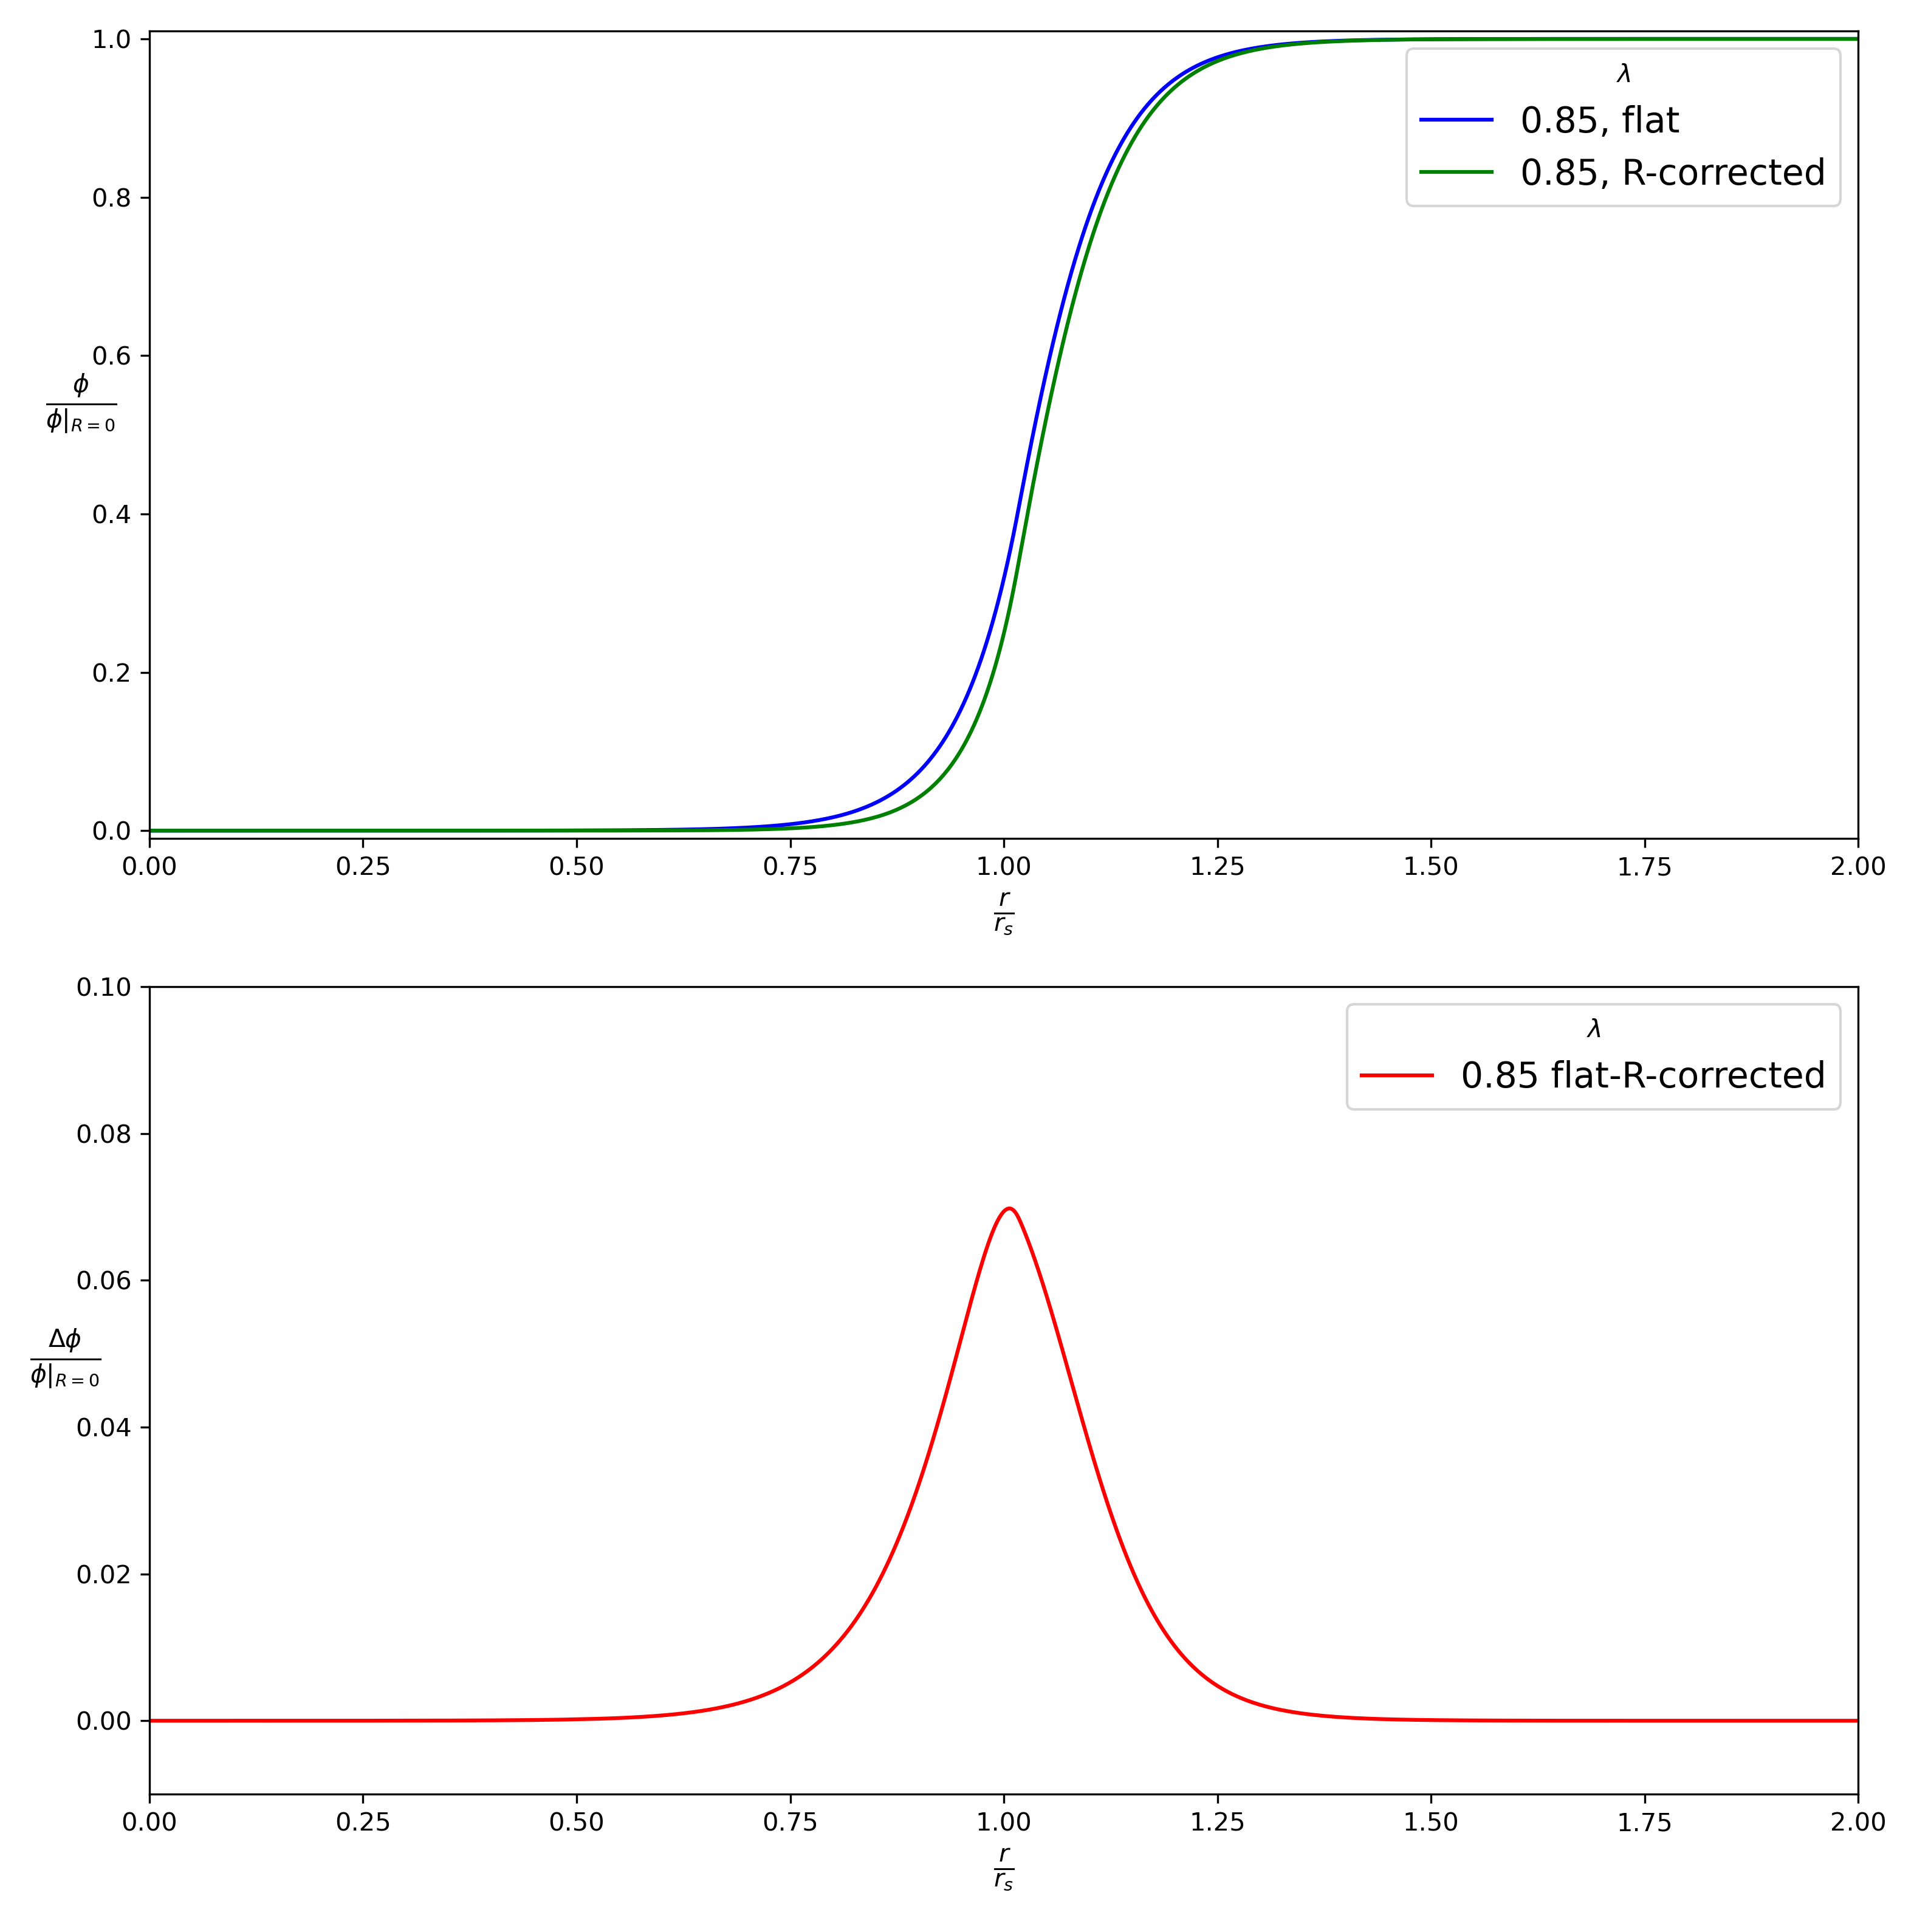 1.0
0.8
0.6
0.4
0.2
0.0
ϕ
ϕ|R = 0
λ
0.85, flat
0.85, R-corrected
0.00 0.25 0.50 0.75 1.00 1.25 1.50 1.75 2.00
r
rs
0.10
0.08
0.06
0.04
0.02
0.00
Δϕ
ϕ|R = 0
λ
0.85 flat-R-corrected
0.00 0.25 0.50 0.75 1.00 1.25 1.50 1.75 2.00
r
rs